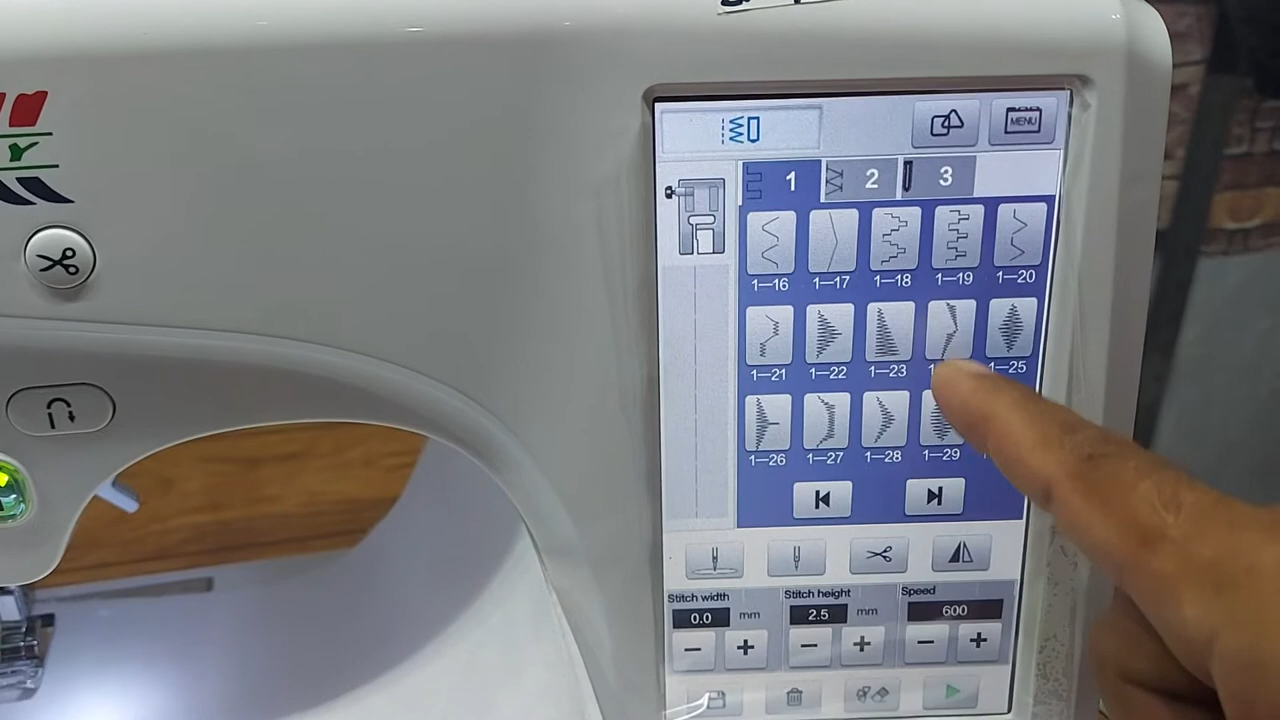 Y
MENU
1 2 3
1—16 1—17 1—18 1—19 1—20
1—21 1—22 1—23 1—25
1—26 1—27 1—28 1—29
Stitch width Stitch height Speed
0.0 mm 2.5 mm 600
− + − + − +